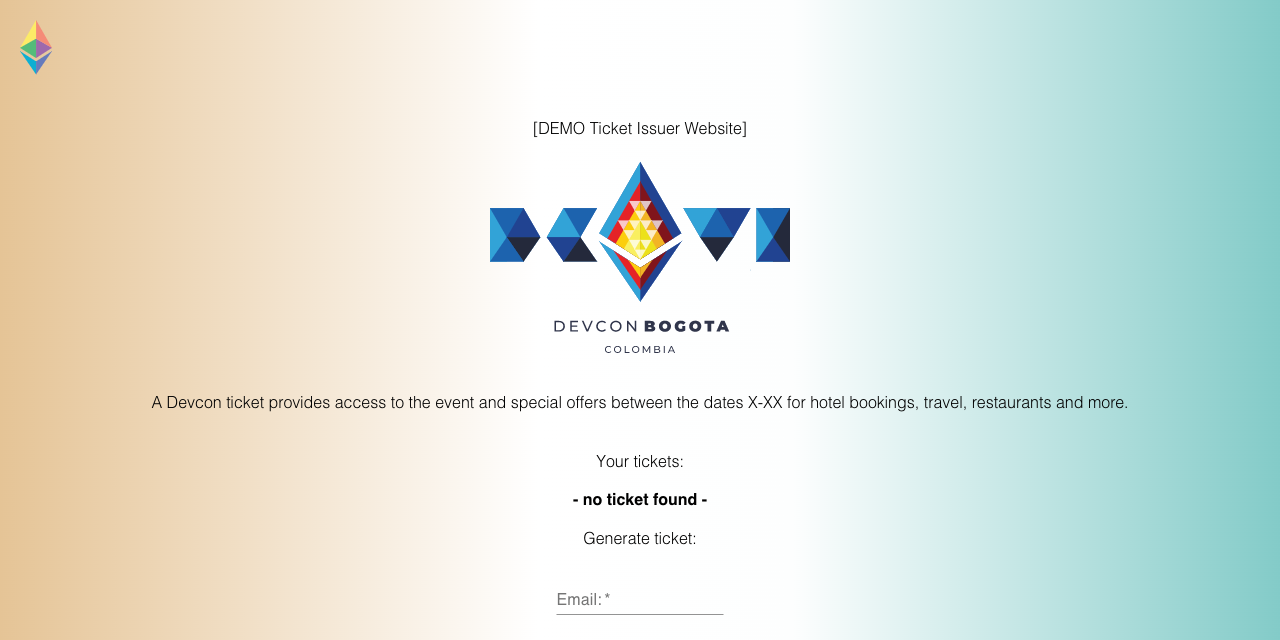 [DEMO Ticket Issuer Website]
DEVCON BOGOTA
COLOMBIA
A Devcon ticket provides access to the event and special offers between the dates X-XX for hotel bookings, travel, restaurants and more.
Your tickets:
- no ticket found -
Generate ticket:
Email: *